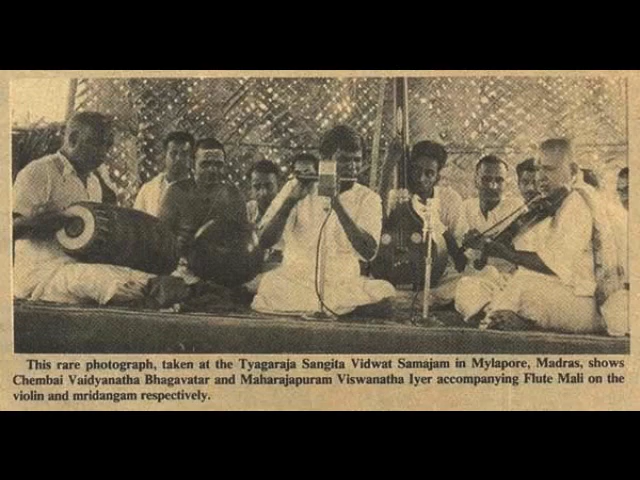 This rare photograph, taken at the Tyagaraja Sangita Vidwat Samajam in Mylapore, Madras, shows
Chembai Vaidyanatha Bhagavatar and Maharajapuram Viswanatha Iyer accompanying Flute Mali on the
violin and mridangam respectively.